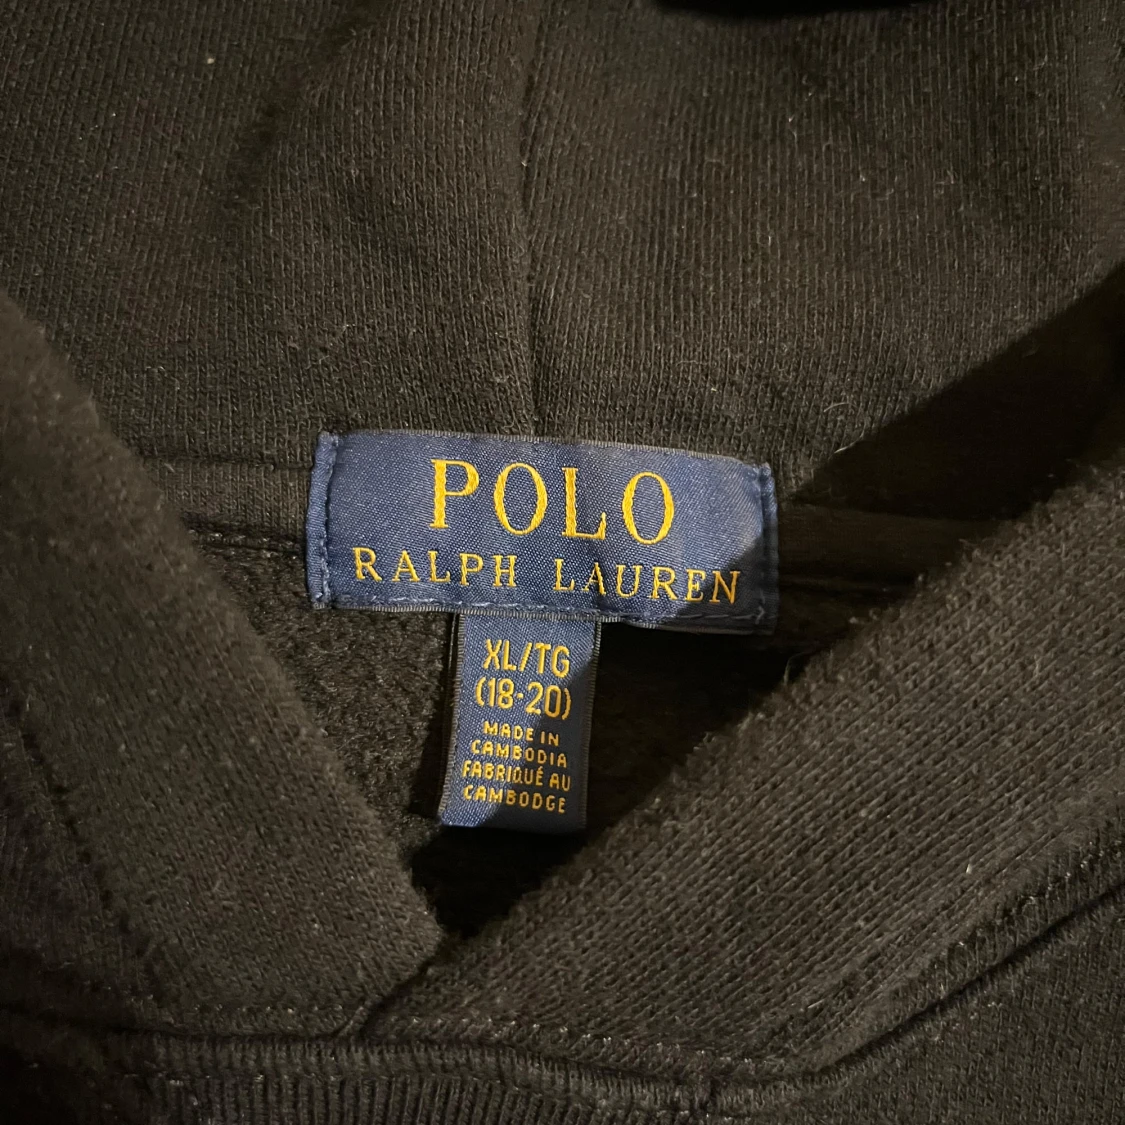 POLO
RALPH LAUREN
XL/TG
(18-20)
MADE IN
CAMBODIA
FABRIQUÉ AU
CAMBODGE